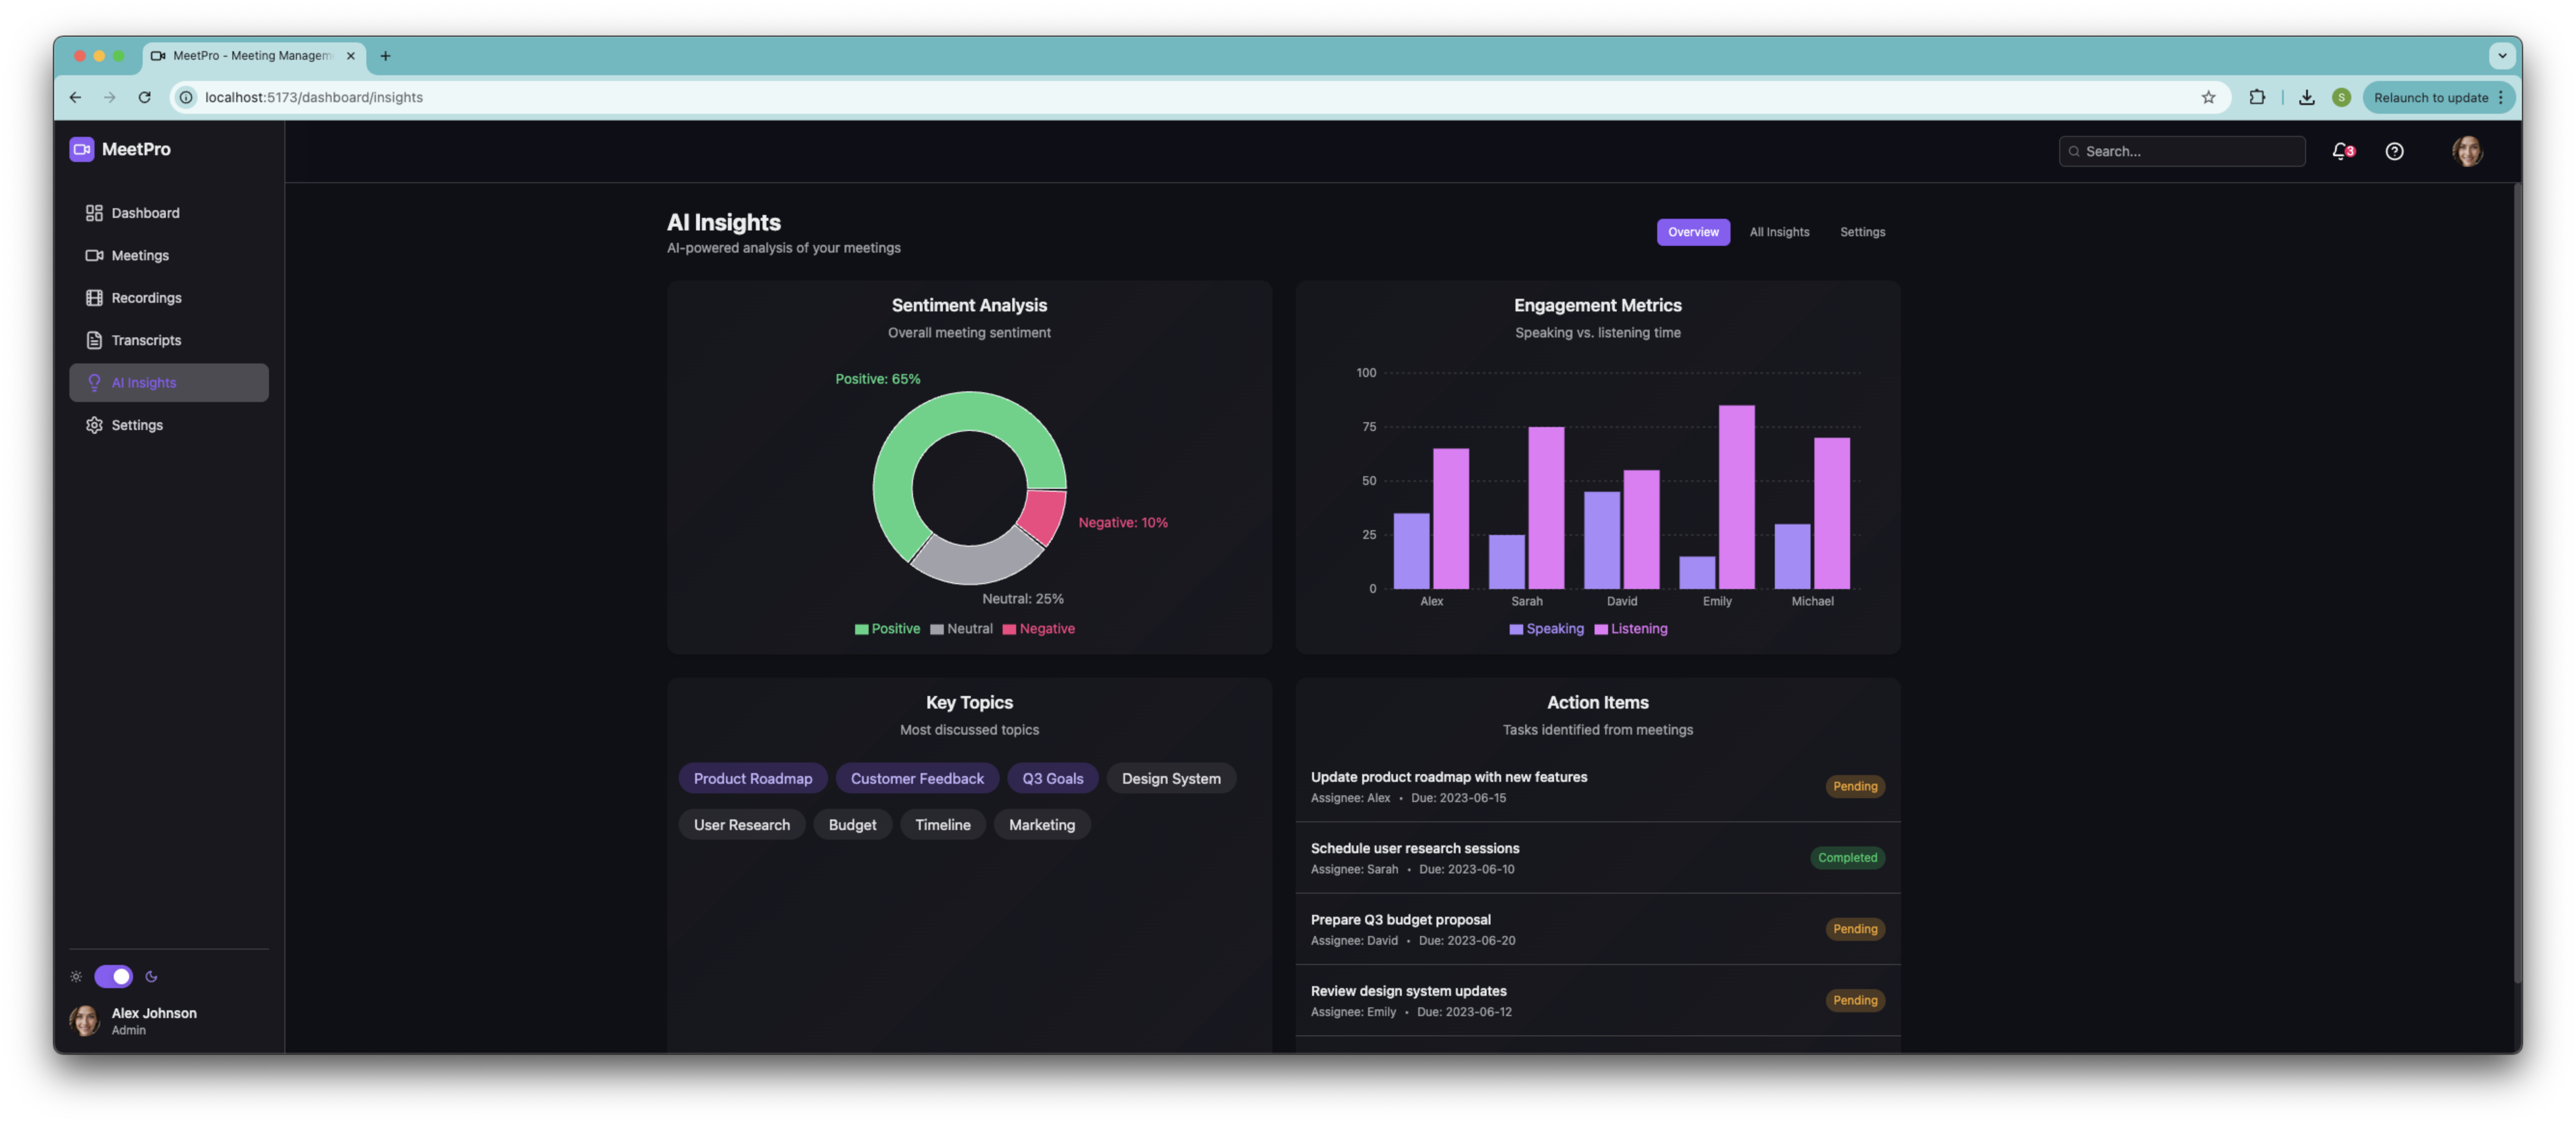 MeetPro - Meeting Managem
localhost:5173/dashboard/insights
S
Relaunch to update
MeetPro
Search...
3
Dashboard
Meetings
Recordings
Transcripts
AI Insights
Settings
Alex Johnson
Admin
AI Insights
AI-powered analysis of your meetings
Overview All Insights Settings
Sentiment Analysis
Overall meeting sentiment
Positive: 65%
Negative: 10%
Neutral: 25%
Positive Neutral Negative
Engagement Metrics
Speaking vs. listening time
100
75
50
25
0
Alex Sarah David Emily Michael
Speaking Listening
Key Topics
Most discussed topics
Product Roadmap Customer Feedback Q3 Goals Design System
User Research Budget Timeline Marketing
Action Items
Tasks identified from meetings
Update product roadmap with new features
Assignee: Alex • Due: 2023-06-15
Pending
Schedule user research sessions
Assignee: Sarah • Due: 2023-06-10
Completed
Prepare Q3 budget proposal
Assignee: David • Due: 2023-06-20
Pending
Review design system updates
Assignee: Emily • Due: 2023-06-12
Pending